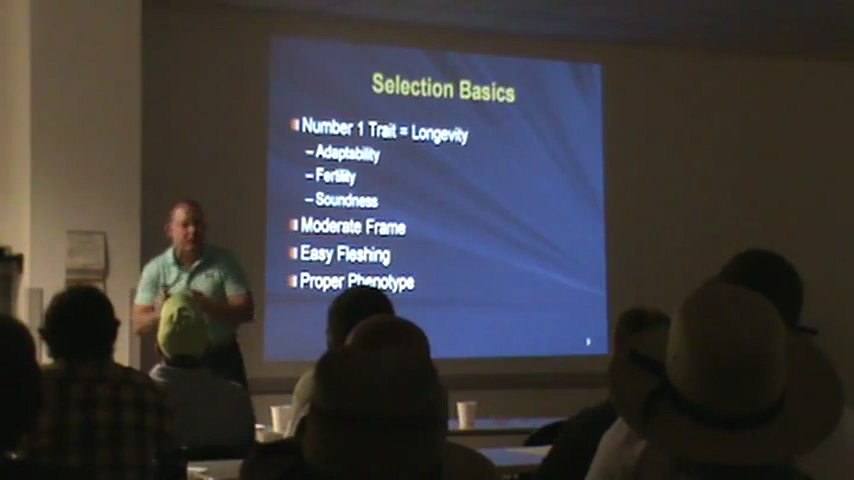 Selection Basics
Number 1 Trait = Longevity
– Adaptability
– Fertility
– Soundness
Moderate Frame
Easy Fleshing
Proper Phenotype